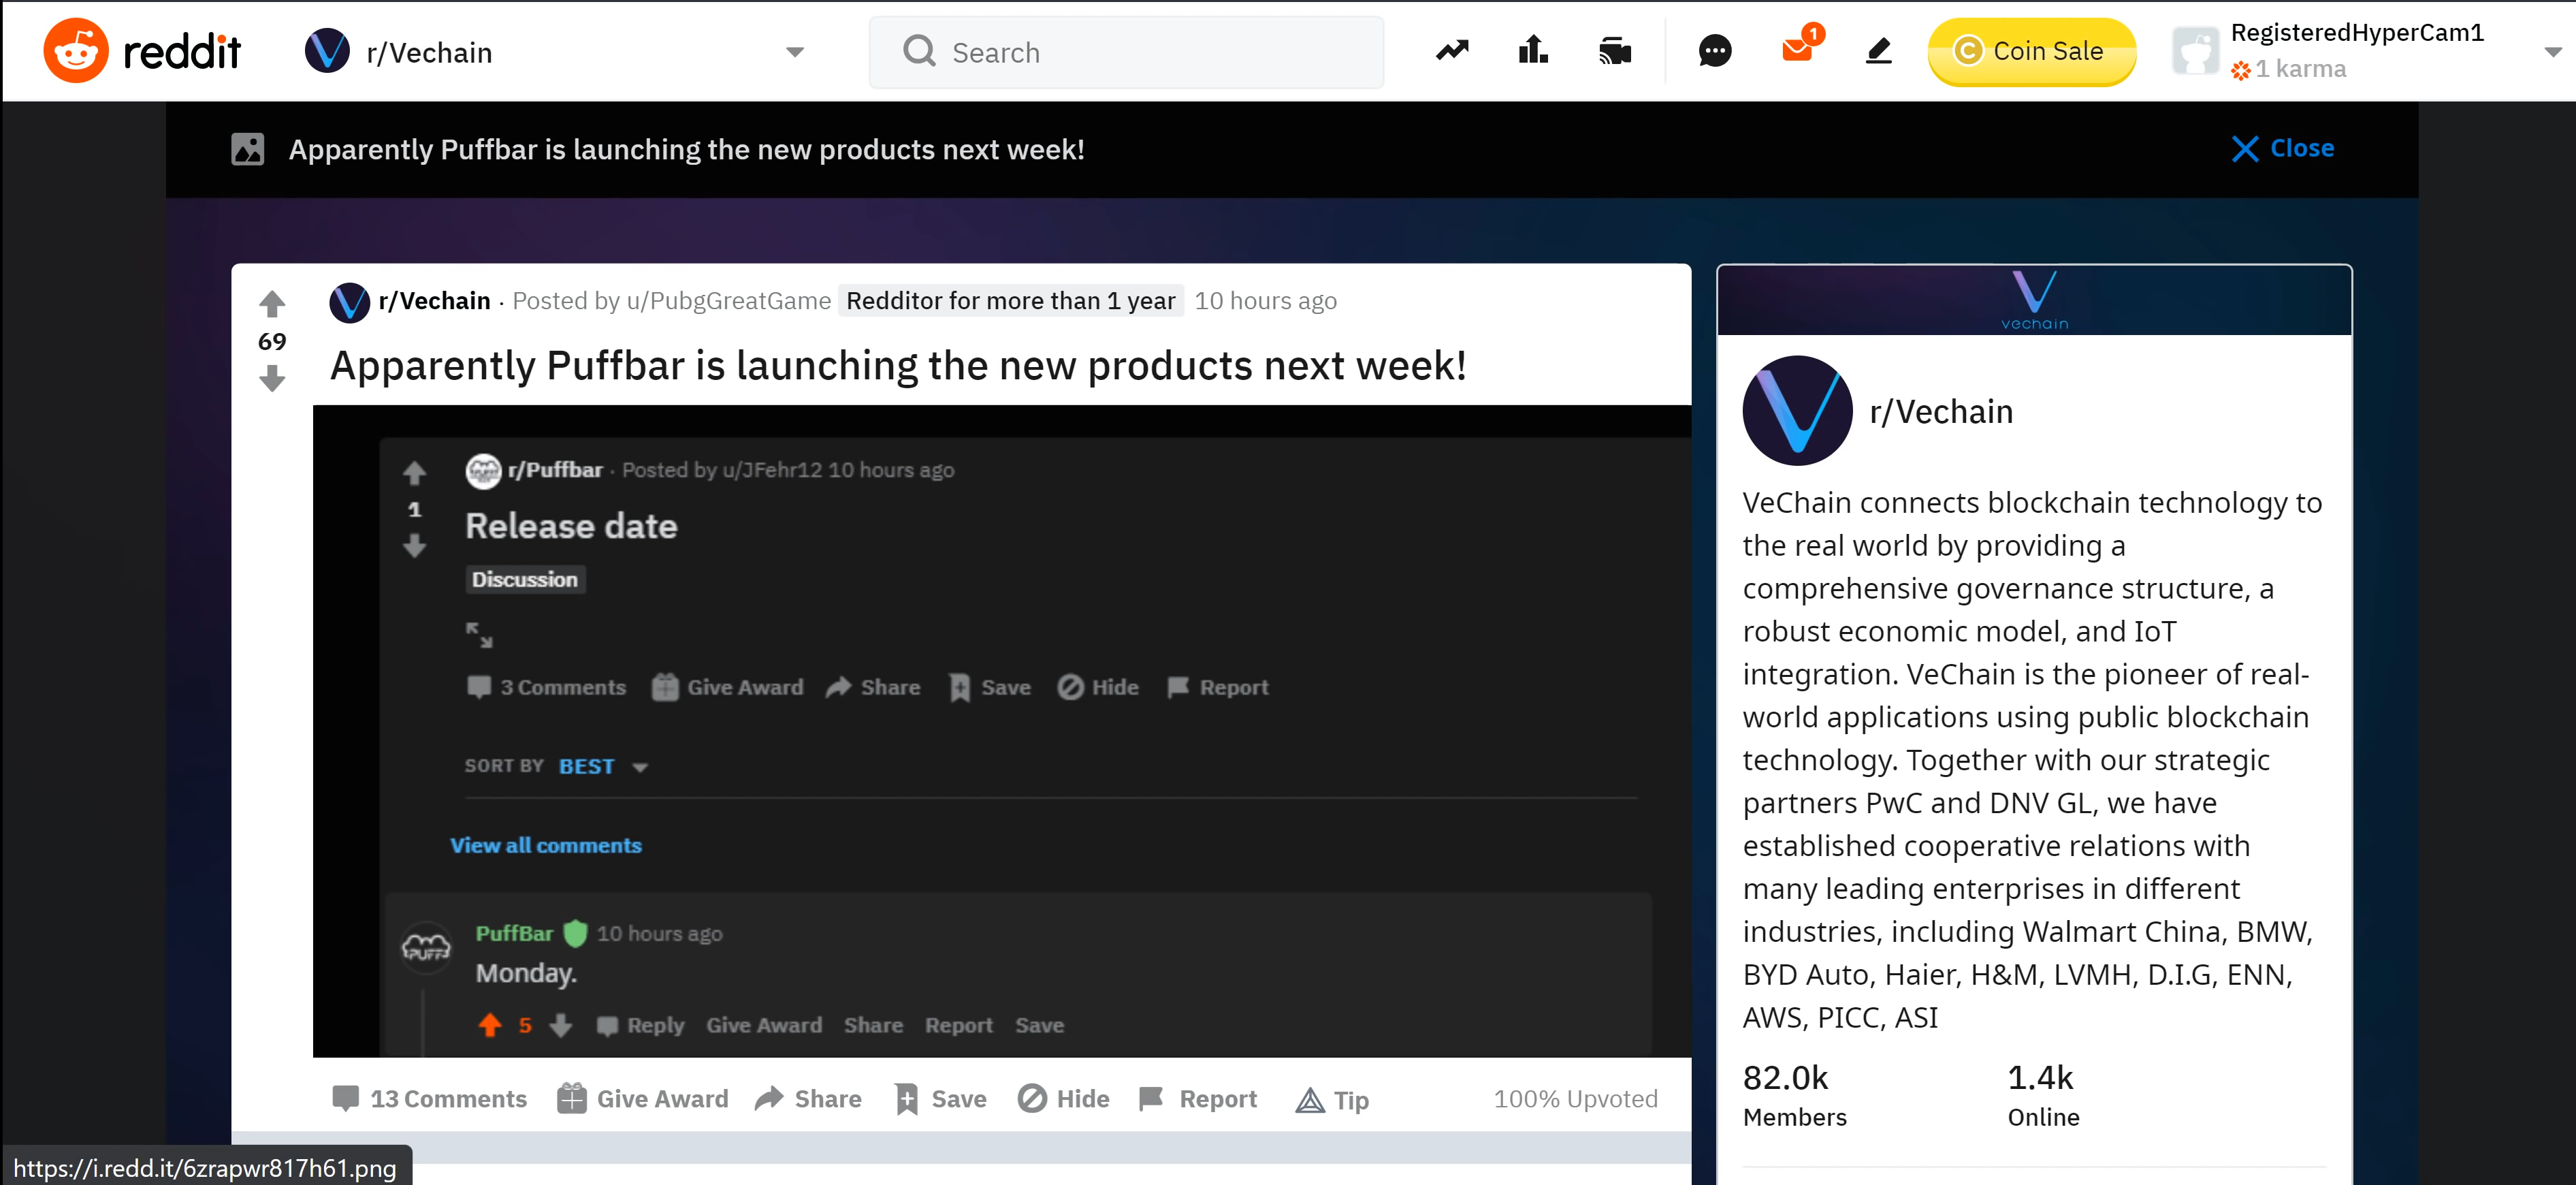 reddit
r/Vechain
Search
1
Coin Sale
RegisteredHyperCam1
1 karma
Apparently Puffbar is launching the new products next week!
Close
69
r/Vechain · Posted by u/PubgGreatGame Redditor for more than 1 year 10 hours ago
Apparently Puffbar is launching the new products next week!
1
r/Puffbar · Posted by u/JFehr12 10 hours ago
Release date
Discussion
3 Comments Give Award Share Save Hide Report
SORT BY BEST
View all comments
PUFF
PuffBar 10 hours ago
Monday.
5 Reply Give Award Share Report Save
13 Comments Give Award Share Save Hide Report Tip 100% Upvoted
https://i.redd.it/6zrapwr817h61.png
vechain
r/Vechain
VeChain connects blockchain technology to
the real world by providing a
comprehensive governance structure, a
robust economic model, and IoT
integration. VeChain is the pioneer of real-
world applications using public blockchain
technology. Together with our strategic
partners PwC and DNV GL, we have
established cooperative relations with
many leading enterprises in different
industries, including Walmart China, BMW,
BYD Auto, Haier, H&M, LVMH, D.I.G, ENN,
AWS, PICC, ASI
82.0k 1.4k
Members Online